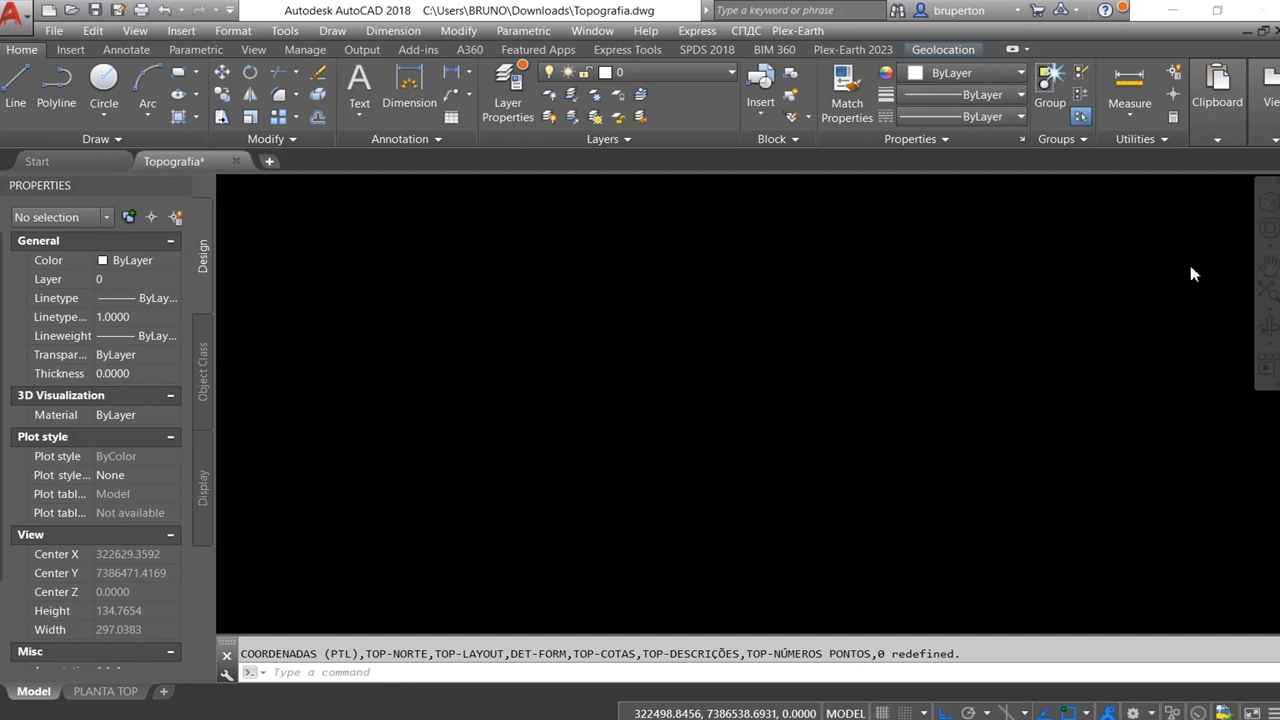 Autodesk AutoCAD 2018 C:\Users\BRUNO\Downloads\Topografia.dwg
Type a keyword or phrase
bruperton
File Edit View Insert Format Tools Draw Dimension Modify Parametric Window Help Express СПДС Plex-Earth
Home Insert Annotate Parametric View Manage Output Add-ins A360 Featured Apps Express Tools SPDS 2018 BIM 360 Plex-Earth 2023 Geolocation
0
ByLayer
Line Polyline Circle Arc
Text Dimension
Layer Properties
Insert
Match Properties
ByLayer
ByLayer
Group
Measure
Clipboard
Draw Modify Annotation Layers Block Properties Groups Utilities
Start
Topografia*
PROPERTIES
No selection
General
Color ByLayer
Layer 0
Linetype ByLay...
Linetype... 1.0000
Lineweight ByLay...
Transpar... ByLayer
Thickness 0.0000
3D Visualization
Material ByLayer
Plot style
Plot style ByColor
Plot style... None
Plot tabl... Model
Plot tabl... Not available
View
Center X 322629.3592
Center Y 7386471.4169
Center Z 0.0000
Height 134.7654
Width 297.0383
Misc
Design
Object Class
Display
COORDENADAS (PTL),TOP-NORTE,TOP-LAYOUT,DET-FORM,TOP-COTAS,TOP-DESCRIÇÕES,TOP-NÚMEROS PONTOS,0 redefined.
Type a command
Model PLANTA TOP
322498.8456, 7386538.6931, 0.0000 MODEL